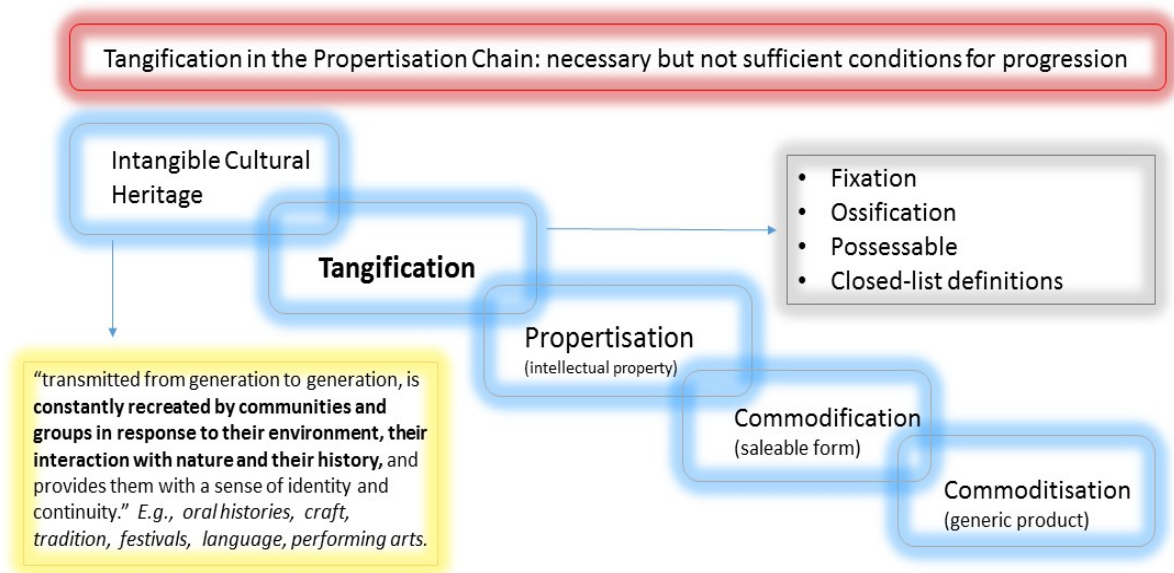 Tangification in the Propertisation Chain: necessary but not sufficient conditions for progression
Intangible Cultural
Heritage
Tangification
• Fixation
• Ossification
• Possessable
• Closed-list definitions
Propertisation
(intellectual property)
Commodification
(saleable form)
Commoditisation
(generic product)
“transmitted from generation to generation, is
constantly recreated by communities and
groups in response to their environment, their
interaction with nature and their history, and
provides them with a sense of identity and
continuity.” E.g., oral histories, craft,
tradition, festivals, language, performing arts.